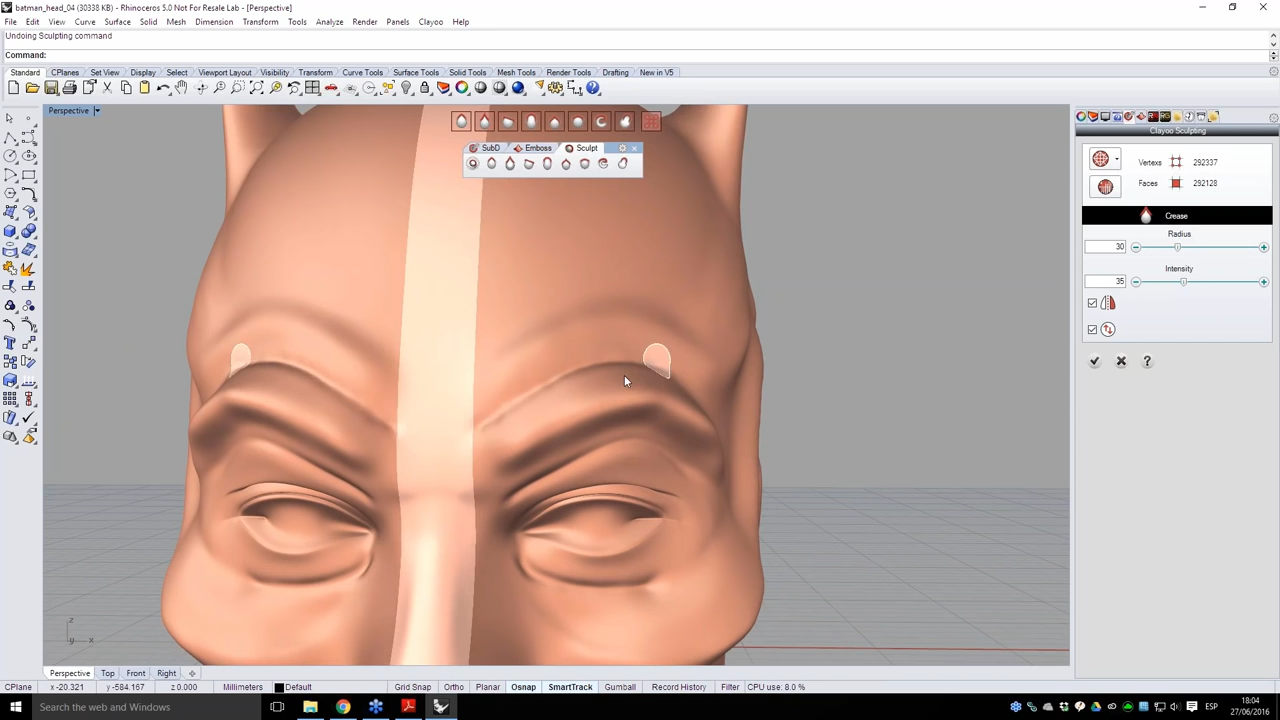 batman_head_04 (30338 KB) - Rhinoceros 5.0 Not For Resale Lab - [Perspective]
File Edit View Curve Surface Solid Mesh Dimension Transform Tools Analyze Render Panels Clayoo Help
Undoing Sculpting command
Command:
Standard CPlanes Set View Display Select Viewport Layout Visibility Transform Curve Tools Surface Tools Solid Tools Mesh Tools Render Tools Drafting New in V5
Perspective
SubD Emboss Sculpt
Clayoo Sculpting
Vertexs 292337
Faces 292128
Crease
Radius
30
Intensity
35
z
y x
Perspective Top Front Right
CPlane x -20.321 y -584.167 z 0.000 Millimeters Default Grid Snap Ortho Planar Osnap SmartTrack Gumball Record History Filter CPU use: 8.0 %
Search the web and Windows
ESP
18:04
27/06/2016